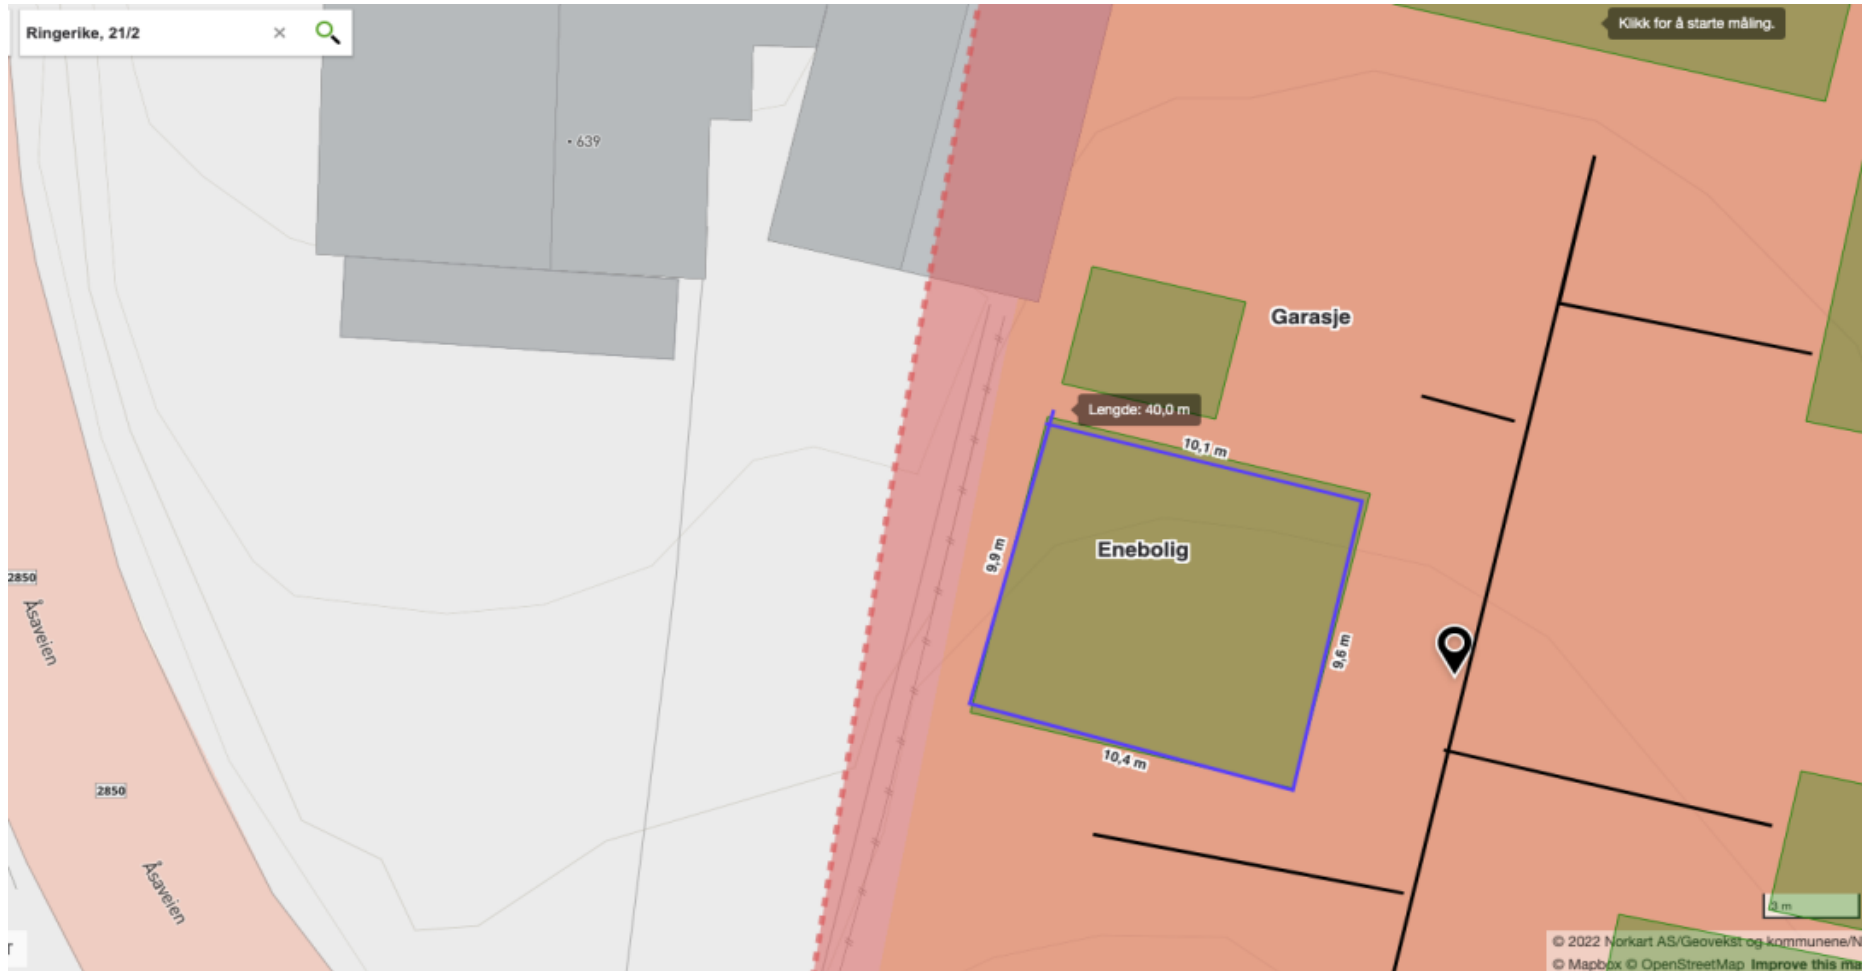 Ringerike, 21/2
Klikk for å starte måling.
639
Garasje
Lengde: 40,0 m
10,1 m
Enebolig
9,9 m
9,6 m
10,4 m
2850
Åsaveien
2850
Åsaveien
3 m
© 2022 Norkart AS/Geovekst og kommunene/N
© Mapbox © OpenStreetMap Improve this ma